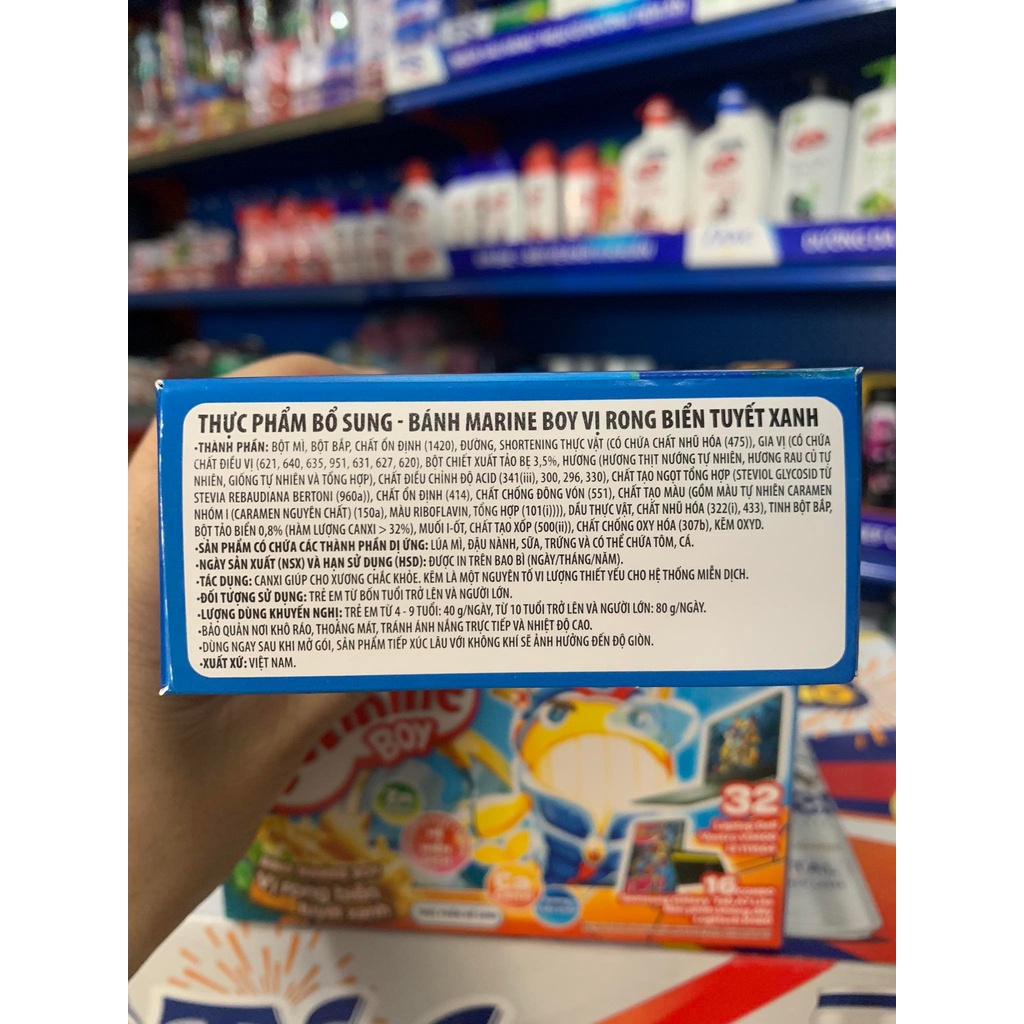 THỰC PHẨM BỔ SUNG - BÁNH MARINE BOY VỊ RONG BIỂN TUYẾT XANH
•THÀNH PHẦN: BỘT MÌ, BỘT BẮP, CHẤT ỔN ĐỊNH (1420), ĐƯỜNG, SHORTENING THỰC VẬT (CÓ CHỨA CHẤT NHŨ HÓA (475)), GIA VỊ (CÓ CHỨA
CHẤT ĐIỀU VỊ (621, 640, 635, 951, 631, 627, 620), BỘT CHIẾT XUẤT TẢO BẸ 3,5%, HƯƠNG (HƯƠNG THỊT NƯỚNG TỰ NHIÊN, HƯƠNG RAU CỦ TỰ
NHIÊN, GIỐNG TỰ NHIÊN VÀ TỔNG HỢP), CHẤT ĐIỀU CHỈNH ĐỘ ACID (341(iii), 300, 296, 330), CHẤT TẠO NGỌT TỔNG HỢP (STEVIOL GLYCOSID TỪ
STEVIA REBAUDIANA BERTONI (960a)), CHẤT ỔN ĐỊNH (414), CHẤT CHỐNG ĐÔNG VÓN (551), CHẤT TẠO MÀU (GỒM MÀU TỰ NHIÊN CARAMEN
NHÓM I (CARAMEN NGUYÊN CHẤT) (150a), MÀU RIBOFLAVIN, TỔNG HỢP (101(i)))), DẦU THỰC VẬT, CHẤT NHŨ HÓA (322(i), 433), TINH BỘT BẮP,
BỘT TẢO BIỂN 0,8% (HÀM LƯỢNG CANXI > 32%), MUỐI I-ỐT, CHẤT TẠO XỐP (500(ii)), CHẤT CHỐNG OXY HÓA (307b), KẼM OXYD.
•SẢN PHẨM CÓ CHỨA CÁC THÀNH PHẦN DỊ ỨNG: LÚA MÌ, ĐẬU NÀNH, SỮA, TRỨNG VÀ CÓ THỂ CHỨA TÔM, CÁ.
•NGÀY SẢN XUẤT (NSX) VÀ HẠN SỬ DỤNG (HSD): ĐƯỢC IN TRÊN BAO BÌ (NGÀY/THÁNG/NĂM).
•TÁC DỤNG: CANXI GIÚP CHO XƯƠNG CHẮC KHỎE. KẼM LÀ MỘT NGUYÊN TỐ VI LƯỢNG THIẾT YẾU CHO HỆ THỐNG MIỄN DỊCH.
•ĐỐI TƯỢNG SỬ DỤNG: TRẺ EM TỪ BỐN TUỔI TRỞ LÊN VÀ NGƯỜI LỚN.
•LƯỢNG DÙNG KHUYẾN NGHỊ: TRẺ EM TỪ 4 - 9 TUỔI: 40 g/NGÀY, TỪ 10 TUỔI TRỞ LÊN VÀ NGƯỜI LỚN: 80 g/NGÀY.
•BẢO QUẢN NƠI KHÔ RÁO, THOÁNG MÁT, TRÁNH ÁNH NẮNG TRỰC TIẾP VÀ NHIỆT ĐỘ CAO.
•DÙNG NGAY SAU KHI MỞ GÓI, SẢN PHẨM TIẾP XÚC LÂU VỚI KHÔNG KHÍ SẼ ẢNH HƯỞNG ĐẾN ĐỘ GIÒN.
•XUẤT XỨ: VIỆT NAM.
BOY
32
Vị rong biển
tuyết xanh
16